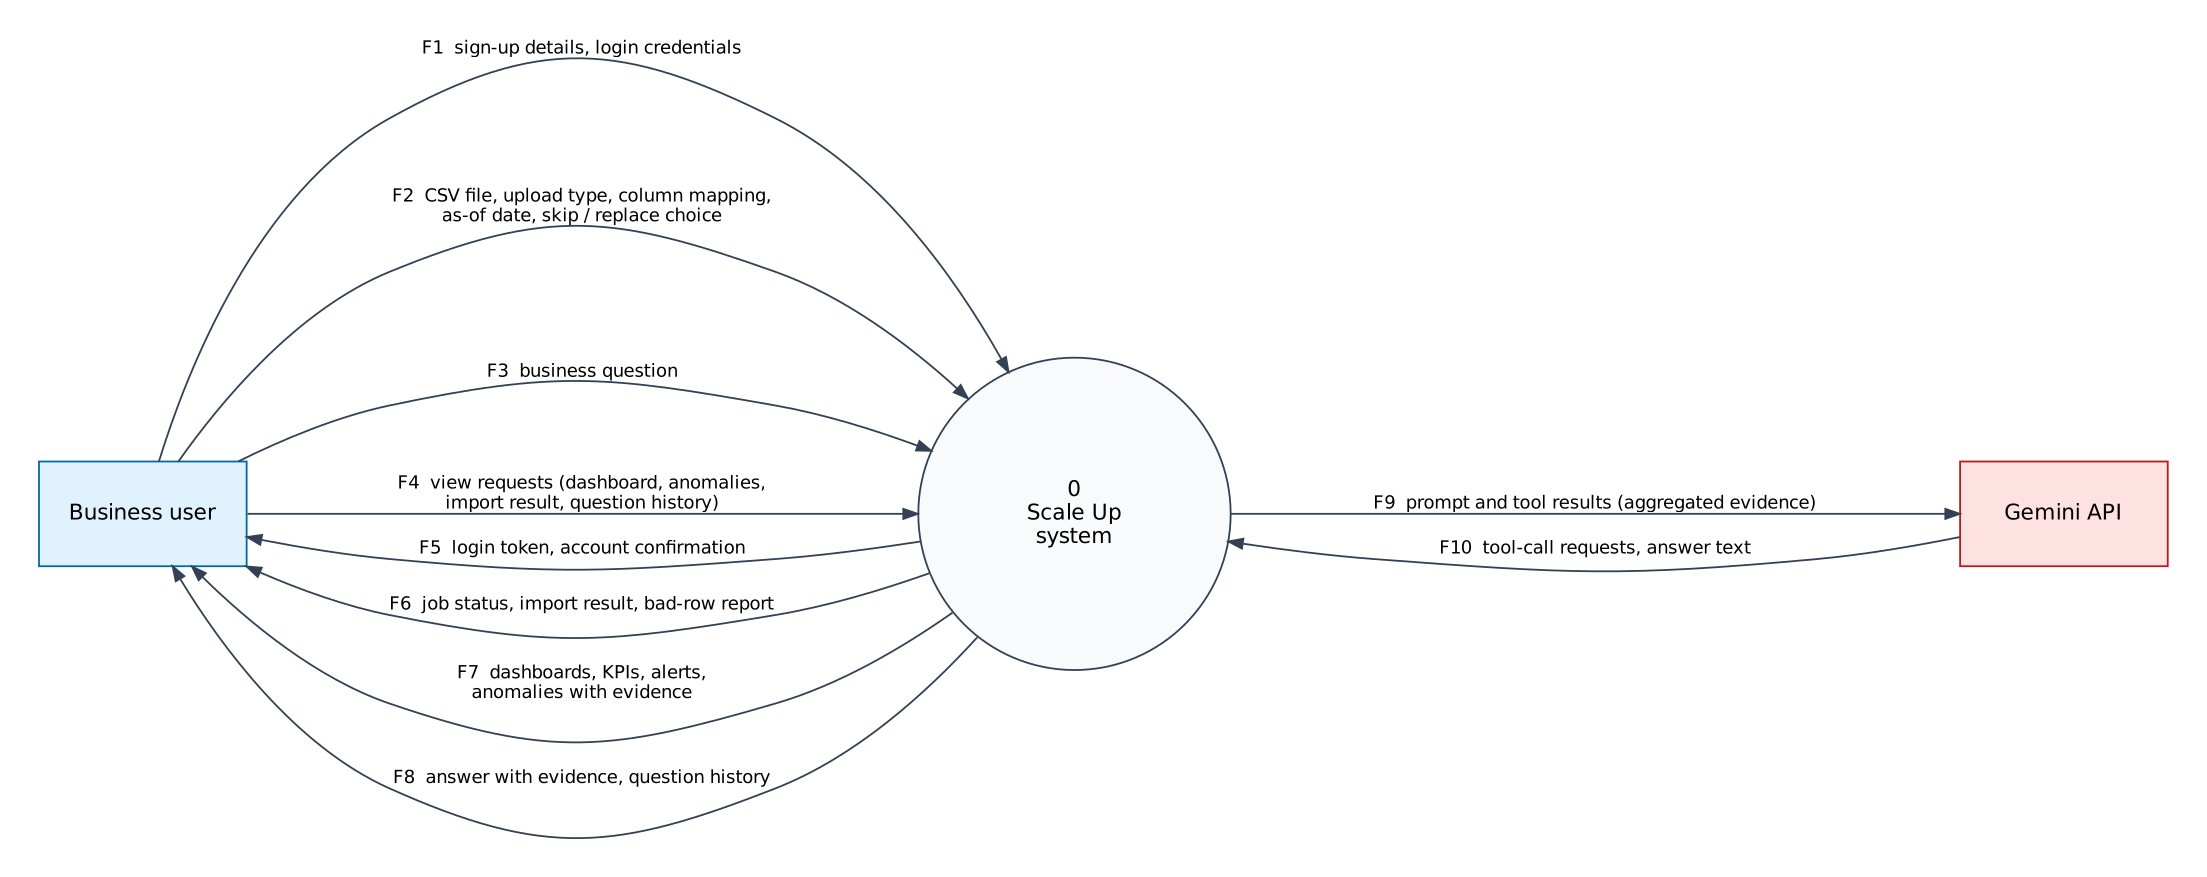 F1  sign-up details, login credentials
F2  CSV file, upload type, column mapping,
as-of date, skip / replace choice
F3  business question
F4  view requests (dashboard, anomalies,
import result, question history)
Business user
0
Scale Up
system
F9  prompt and tool results (aggregated evidence)
Gemini API
F5  login token, account confirmation
F10  tool-call requests, answer text
F6  job status, import result, bad-row report
F7  dashboards, KPIs, alerts,
anomalies with evidence
F8  answer with evidence, question history